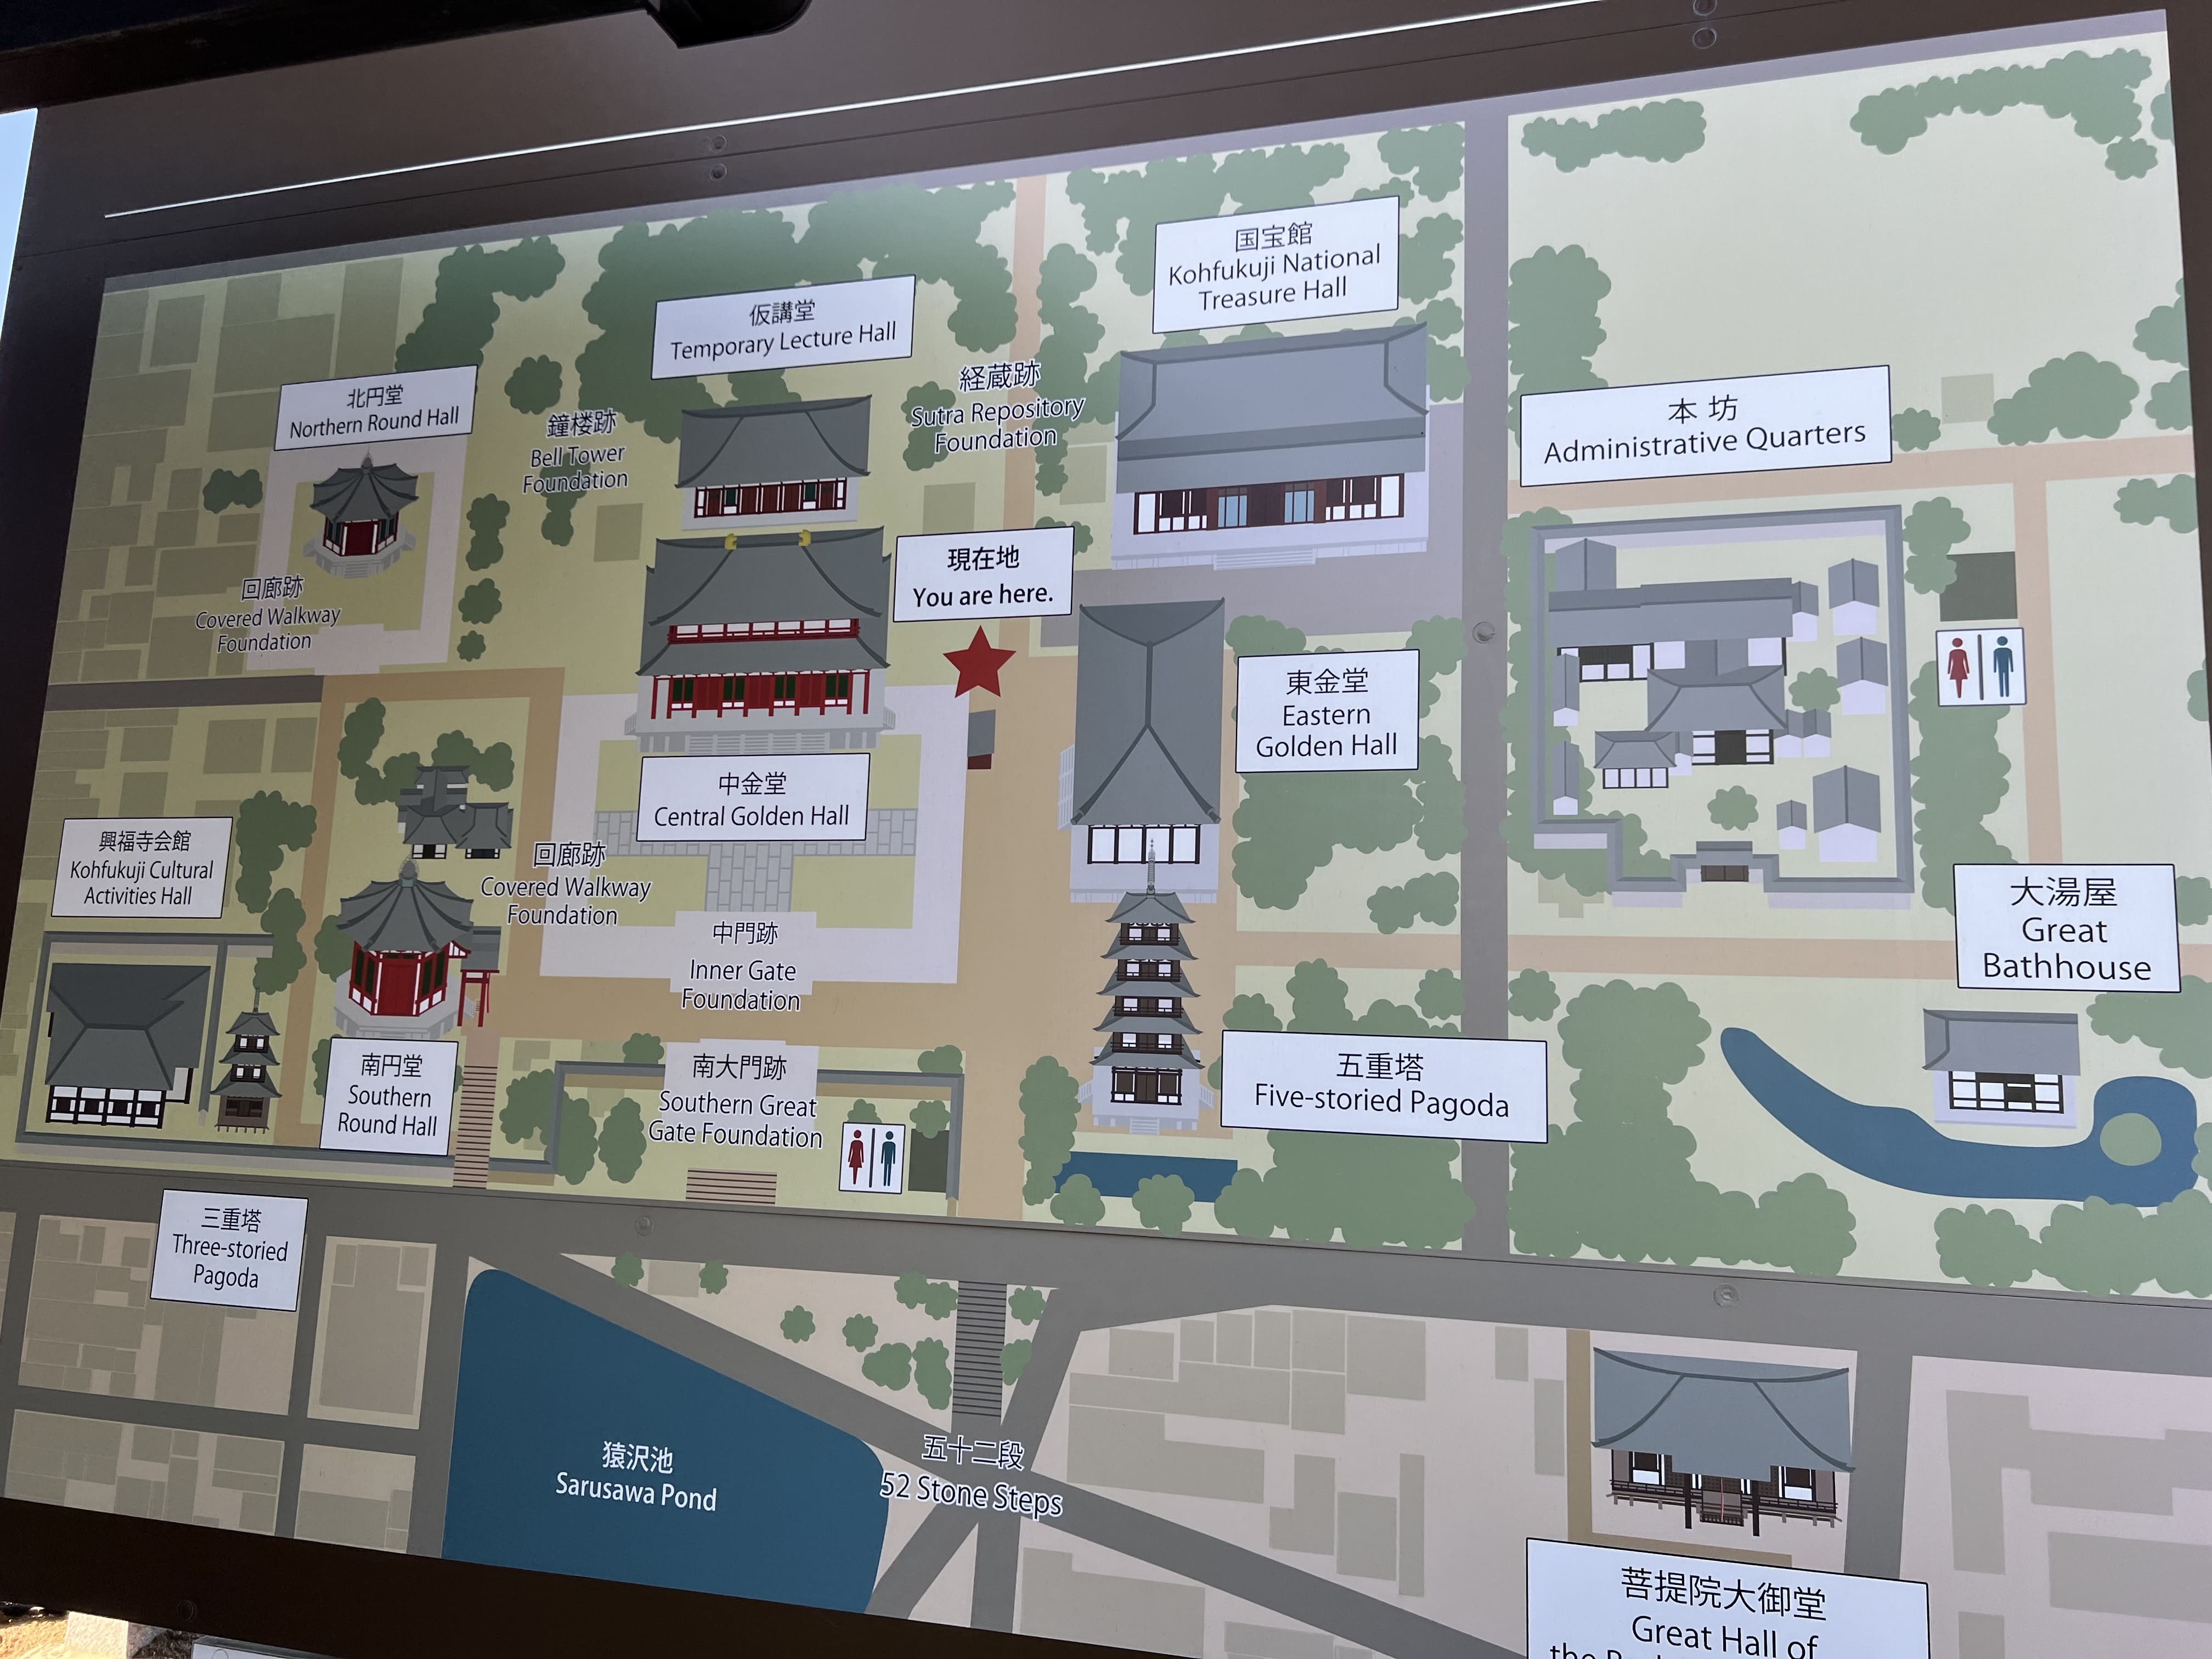 国宝館
Kohfukuji National
Treasure Hall
仮講堂
Temporary Lecture Hall
北円堂
Northern Round Hall
鐘楼跡
Bell Tower
Foundation
経蔵跡
Sutra Repository
Foundation
本坊
Administrative Quarters
現在地
You are here.
回廊跡
Covered Walkway
Foundation
東金堂
Eastern
Golden Hall
中金堂
Central Golden Hall
興福寺会館
Kohfukuji Cultural
Activities Hall
回廊跡
Covered Walkway
Foundation
中門跡
Inner Gate
Foundation
大湯屋
Great
Bathhouse
南円堂
Southern
Round Hall
南大門跡
Southern Great
Gate Foundation
五重塔
Five-storied Pagoda
三重塔
Three-storied
Pagoda
猿沢池
Sarusawa Pond
五十二段
52 Stone Steps
菩提院大御堂
Great Hall of
the